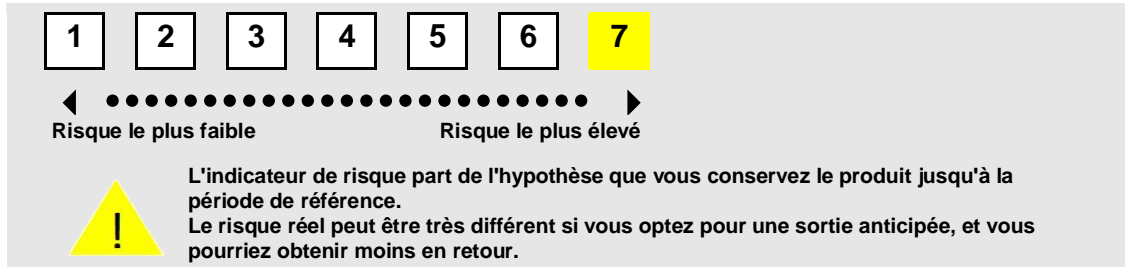 1 2 3 4 5 6 7
Risque le plus faible Risque le plus élevé
L'indicateur de risque part de l'hypothèse que vous conservez le produit jusqu'à la
période de référence.
Le risque réel peut être très différent si vous optez pour une sortie anticipée, et vous
! pourriez obtenir moins en retour.